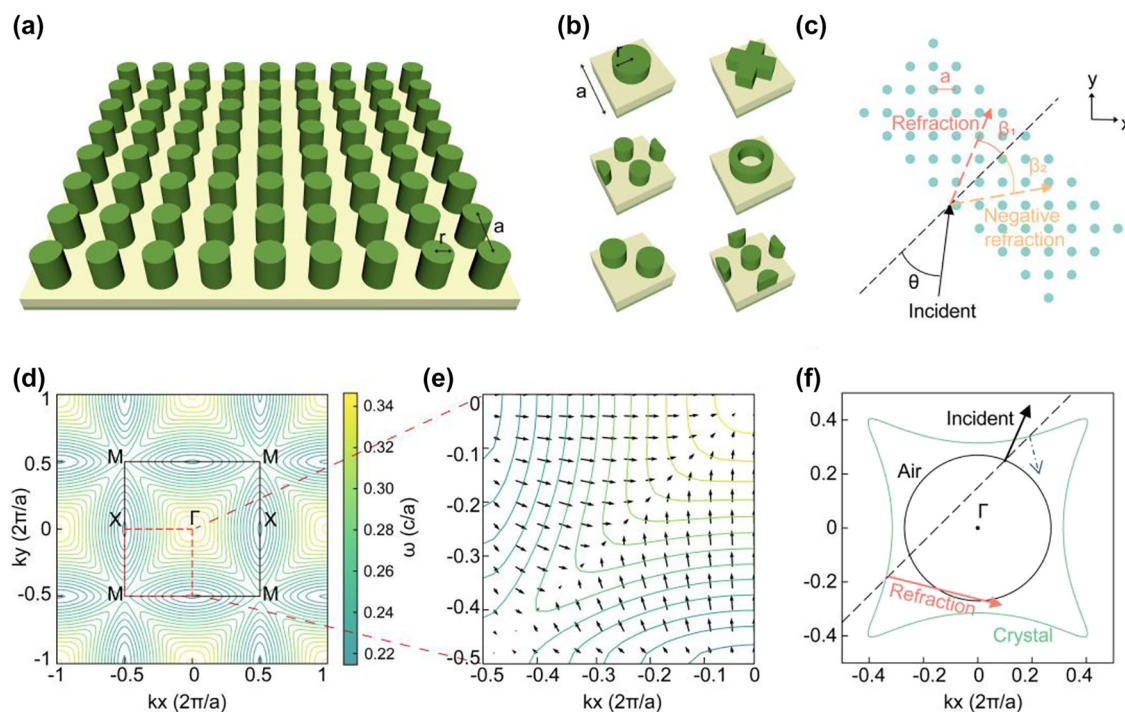 (a)
r
a
(b)
r
a
(c)
a
y
x
Refraction
β₁
β₂
Negative
refraction
θ
Incident
(d)
1
0.5
0
-0.5
-1
ky (2π/a)
M
M
X
Γ
X
M
M
-1
-0.5
0
0.5
1
kx (2π/a)
0.34
0.32
0.30
0.28
0.26
0.24
0.22
ω (c/a)
(e)
0
-0.1
-0.2
-0.3
-0.4
-0.5
-0.5
-0.4
-0.3
-0.2
-0.1
0
kx (2π/a)
(f)
0.4
0.2
0
-0.2
-0.4
Incident
Air
Γ
Refraction
Crystal
-0.4
-0.2
0
0.2
0.4
kx (2π/a)